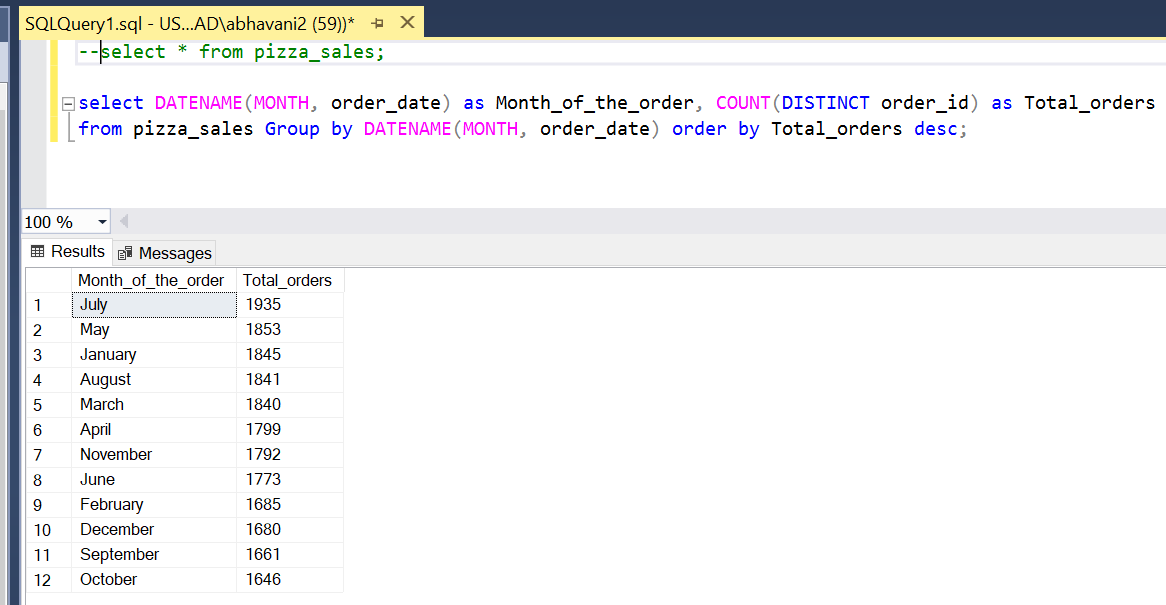 SQLQuery1.sql - US...AD\abhavani2 (59))*
--select * from pizza_sales;
select DATENAME(MONTH, order_date) as Month_of_the_order, COUNT(DISTINCT order_id) as Total_orders
from pizza_sales Group by DATENAME(MONTH, order_date) order by Total_orders desc;
100 %
Results Messages
Month_of_the_order Total_orders
1 July 1935
2 May 1853
3 January 1845
4 August 1841
5 March 1840
6 April 1799
7 November 1792
8 June 1773
9 February 1685
10 December 1680
11 September 1661
12 October 1646